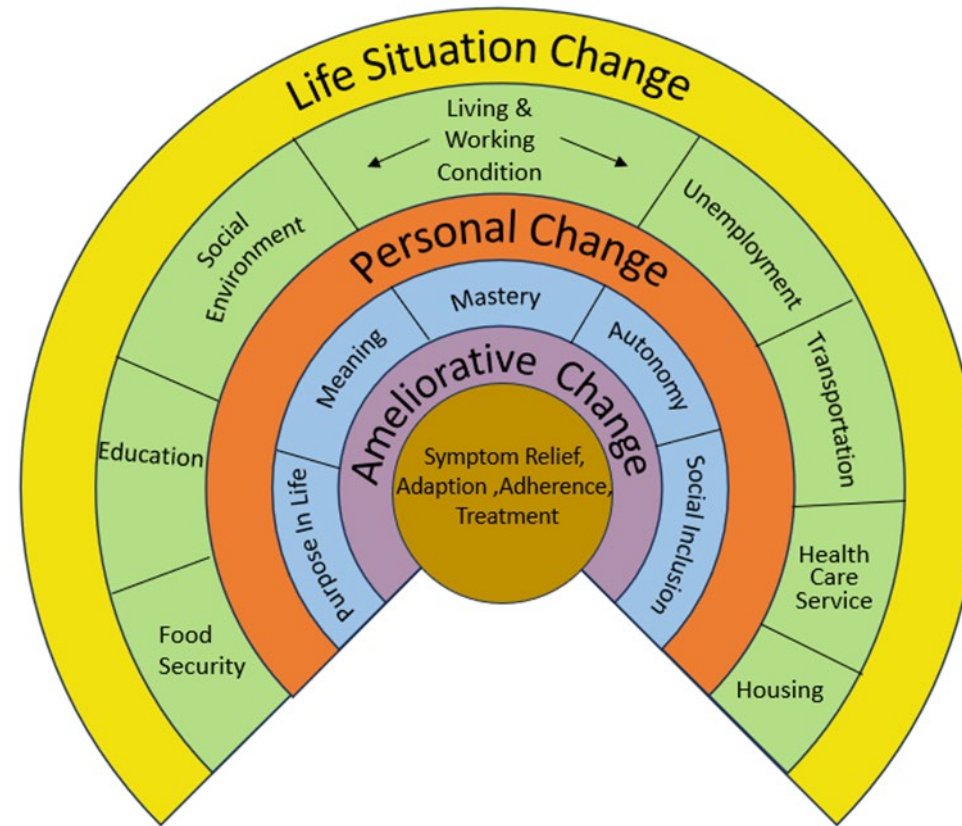 Life Situation Change
Living &
Working
Condition
Social
Environment
Unemployment
Education
Transportation
Food
Security
Health
Care
Service
Housing
Personal Change
Meaning
Mastery
Autonomy
Purpose In Life
Social Inclusion
Ameliorative Change
Symptom Relief,
Adaption ,Adherence,
Treatment